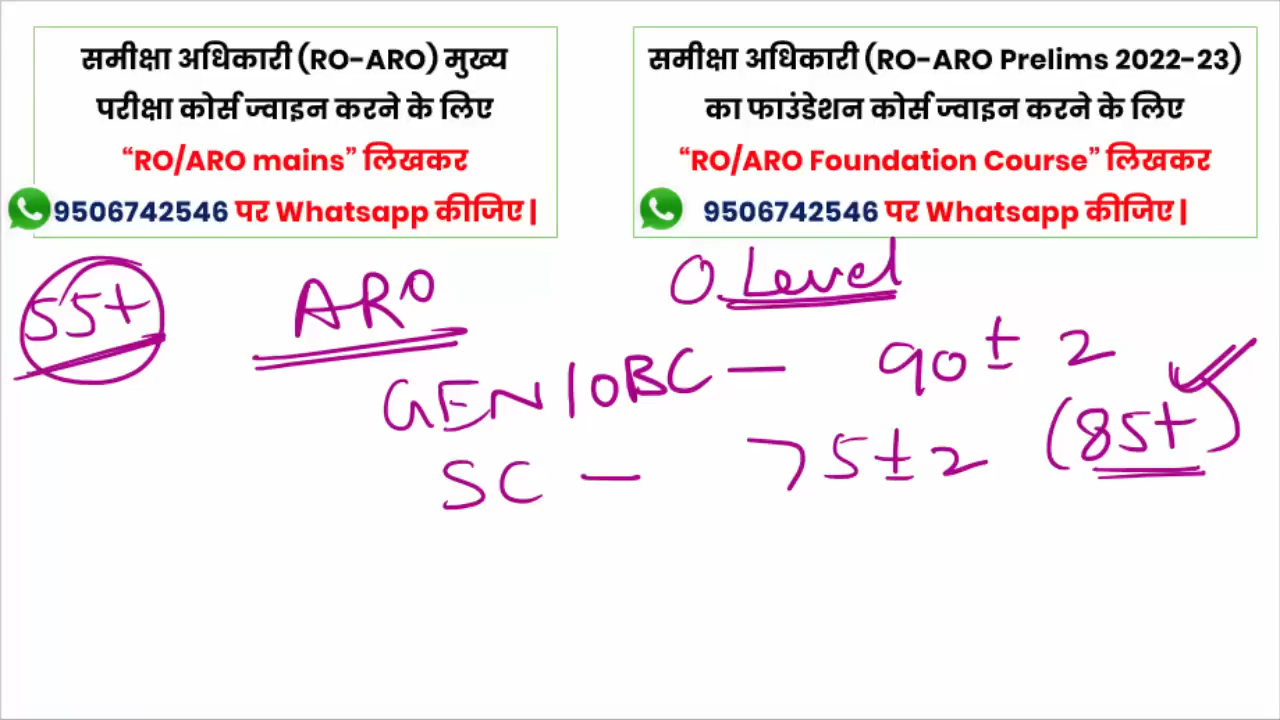 समीक्षा अधिकारी (RO-ARO) मुख्य
परीक्षा कोर्स ज्वाइन करने के लिए
“RO/ARO mains” लिखकर
9506742546 पर Whatsapp कीजिए |
समीक्षा अधिकारी (RO-ARO Prelims 2022-23)
का फाउंडेशन कोर्स ज्वाइन करने के लिए
“RO/ARO Foundation Course” लिखकर
9506742546 पर Whatsapp कीजिए |
55+ ARO O Level
GEN/OBC — 90 ± 2
(85+)
SC — 75 ± 2